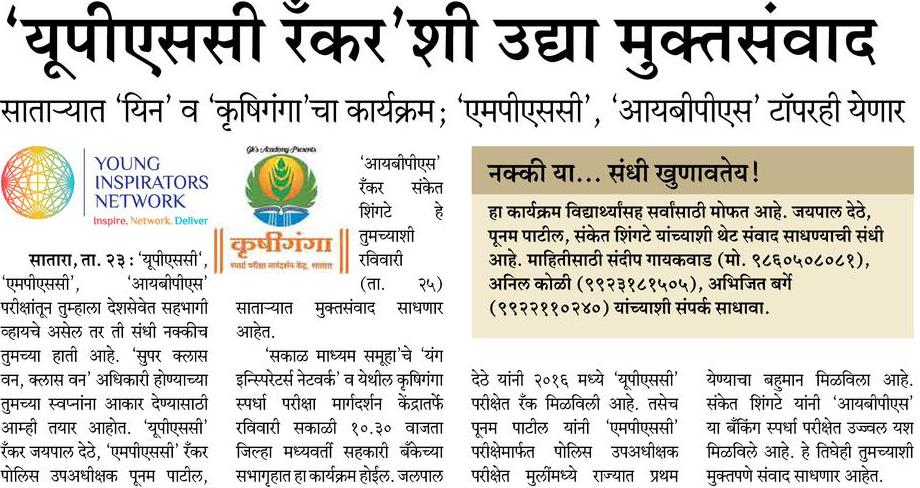 ‘यूपीएससी रँकर’शी उद्या मुक्तसंवाद
साताऱ्यात ‘यिन’ व ‘कृषिगंगा’चा कार्यक्रम; ‘एमपीएससी’, ‘आयबीपीएस’ टॉपरही येणार
YOUNG
INSPIRATORS
NETWORK
Inspire. Network. Deliver
सातारा, ता. २३ : ‘यूपीएससी‘,
‘एमपीएससी’, ‘आयबीपीएस’
परीक्षांतून तुम्हाला देशसेवेत सहभागी
व्हायचे असेल तर ती संधी नक्कीच
तुमच्या हाती आहे. ‘सुपर क्लास
वन, क्लास वन’ अधिकारी होण्याच्या
तुमच्या स्वप्नांना आकार देण्यासाठी
आम्ही तयार आहोत. ‘यूपीएससी’
रँकर जयपाल देठे, ‘एमपीएससी’ रँकर
पोलिस उपअधीक्षक पूनम पाटील,
Gk's Academy Presents
कृषीगंगा
स्पर्धा परीक्षा मार्गदर्शन केंद्र, सातारा
‘आयबीपीएस’
रँकर संकेत
शिंगटे हे
तुमच्याशी
रविवारी
(ता. २५)
साताऱ्यात मुक्तसंवाद साधणार
आहेत.
‘सकाळ माध्यम समूहा’चे ‘यंग
इन्स्पिरेटर्स नेटवर्क’ व येथील कृषिगंगा
स्पर्धा परीक्षा मार्गदर्शन केंद्रातर्फे
रविवारी सकाळी १०.३० वाजता
जिल्हा मध्यवर्ती सहकारी बँकेच्या
सभागृहात हा कार्यक्रम होईल. जलपाल
नक्की या... संधी खुणावतेय!
हा कार्यक्रम विद्यार्थ्यांसह सर्वांसाठी मोफत आहे. जयपाल देठे,
पूनम पाटील, संकेत शिंगटे यांच्याशी थेट संवाद साधण्याची संधी
आहे. माहितीसाठी संदीप गायकवाड (मो. ९८६०५०८०८१),
अनिल कोळी (९९२३१८१५०५), अभिजित बर्गे
(९९२२११०२४०) यांच्याशी संपर्क साधावा.
देठे यांनी २०१६ मध्ये ‘यूपीएससी’
परीक्षेत रँक मिळविली आहे. तसेच
पूनम पाटील यांनी ‘एमपीएससी’
परीक्षेमार्फत पोलिस उपअधीक्षक
परीक्षेत मुलींमध्ये राज्यात प्रथम
येण्याचा बहुमान मिळविला आहे.
संकेत शिंगटे यांनी ‘आयबीपीएस’
या बँकिंग स्पर्धा परीक्षेत उज्ज्वल यश
मिळविले आहे. हे तिघेही तुमच्याशी
मुक्तपणे संवाद साधणार आहेत.